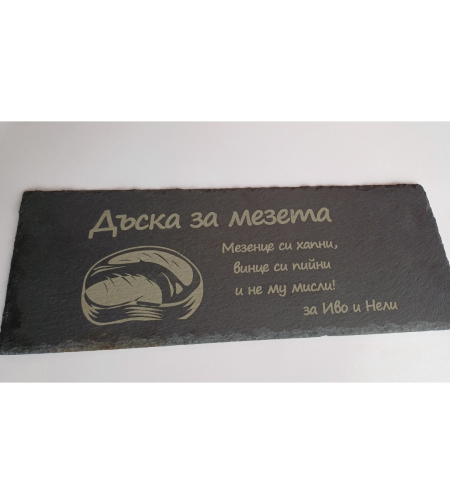 Дъска за мезета
Мезенце си хапни,
винце си пийни
и не му мисли!
за Иво и Нели